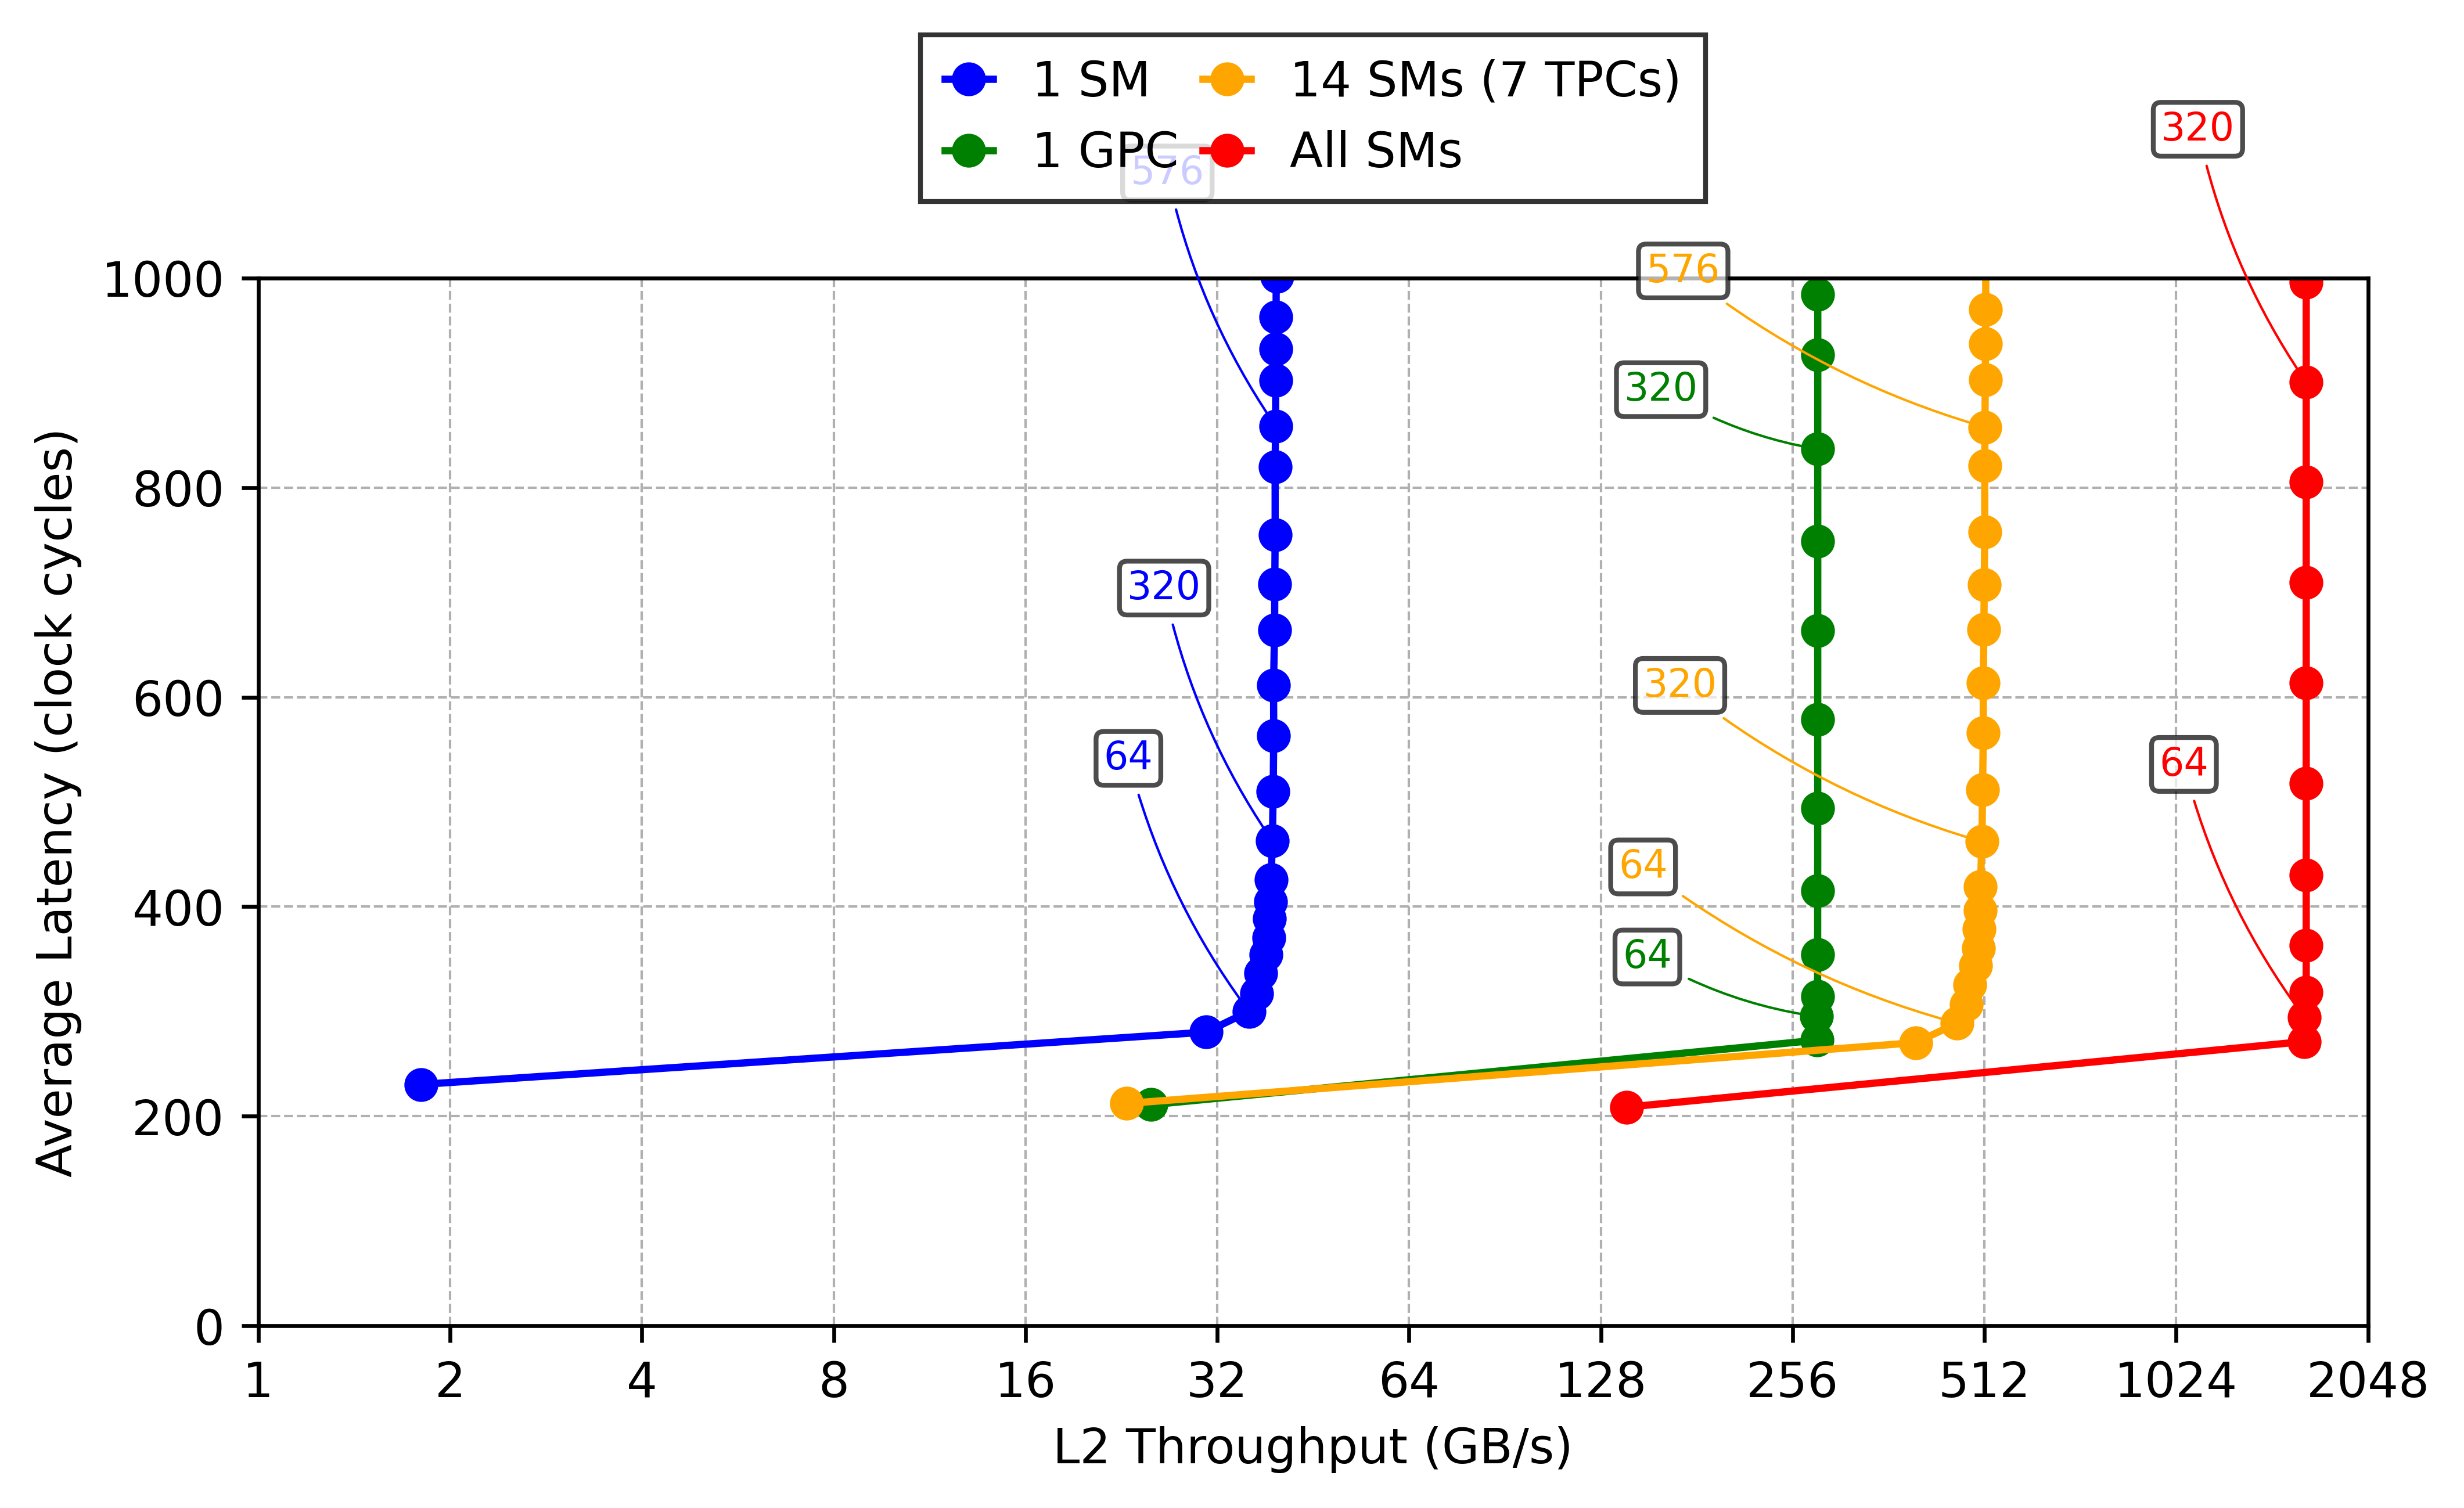 1 SM
14 SMs (7 TPCs)
1 GPC
All SMs
576
320
576
320
320
320
64
64
64
64
1000
800
600
400
200
0
Average Latency (clock cycles)
1 2 4 8 16 32 64 128 256 512 1024 2048
L2 Throughput (GB/s)